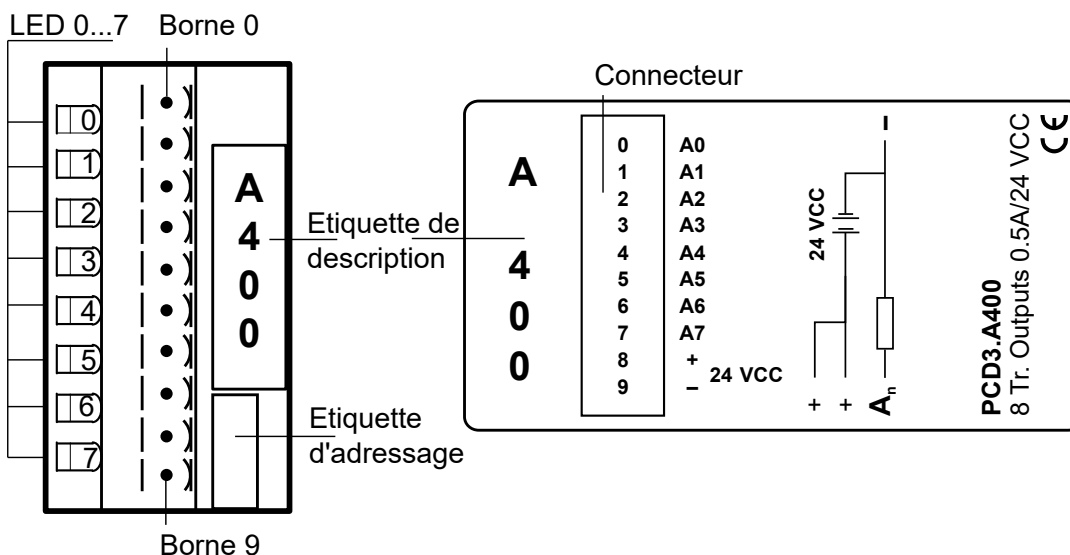 LED 0...7 Borne 0
0
1
2
3
4
5
6
7
A
4
0
0
Borne 9
Etiquette de
description
Etiquette
d'adressage
Connecteur
A
4
0
0
0 A0
1 A1
2 A2
3 A3
4 A4
5 A5
6 A6
7 A7
8 +
9 –
24 VCC
24 VCC
–
+ + An
PCD3.A400
8 Tr. Outputs 0.5A/24 VCC
CE